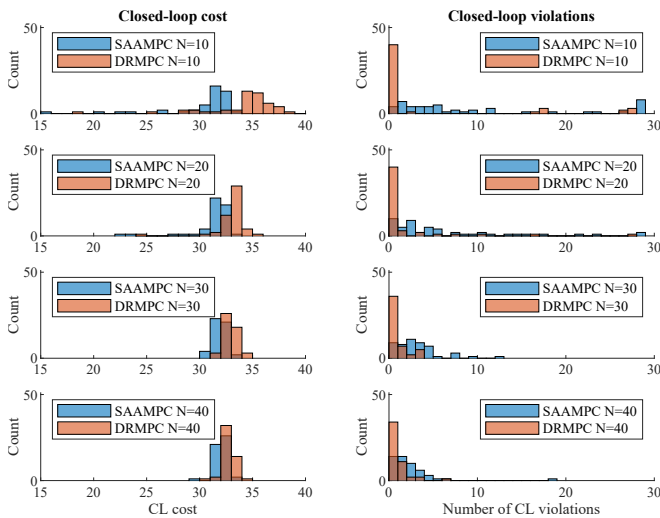 Closed-loop cost
Closed-loop violations
50
Count
0
SAAMPC N=10
DRMPC N=10
15 20 25 30 35 40
50
Count
0
SAAMPC N=10
DRMPC N=10
0 10 20 30
50
Count
0
SAAMPC N=20
DRMPC N=20
15 20 25 30 35 40
50
Count
0
SAAMPC N=20
DRMPC N=20
0 10 20 30
50
Count
0
SAAMPC N=30
DRMPC N=30
15 20 25 30 35 40
50
Count
0
SAAMPC N=30
DRMPC N=30
0 10 20 30
50
Count
0
SAAMPC N=40
DRMPC N=40
15 20 25 30 35 40
CL cost
50
Count
0
SAAMPC N=40
DRMPC N=40
0 10 20 30
Number of CL violations